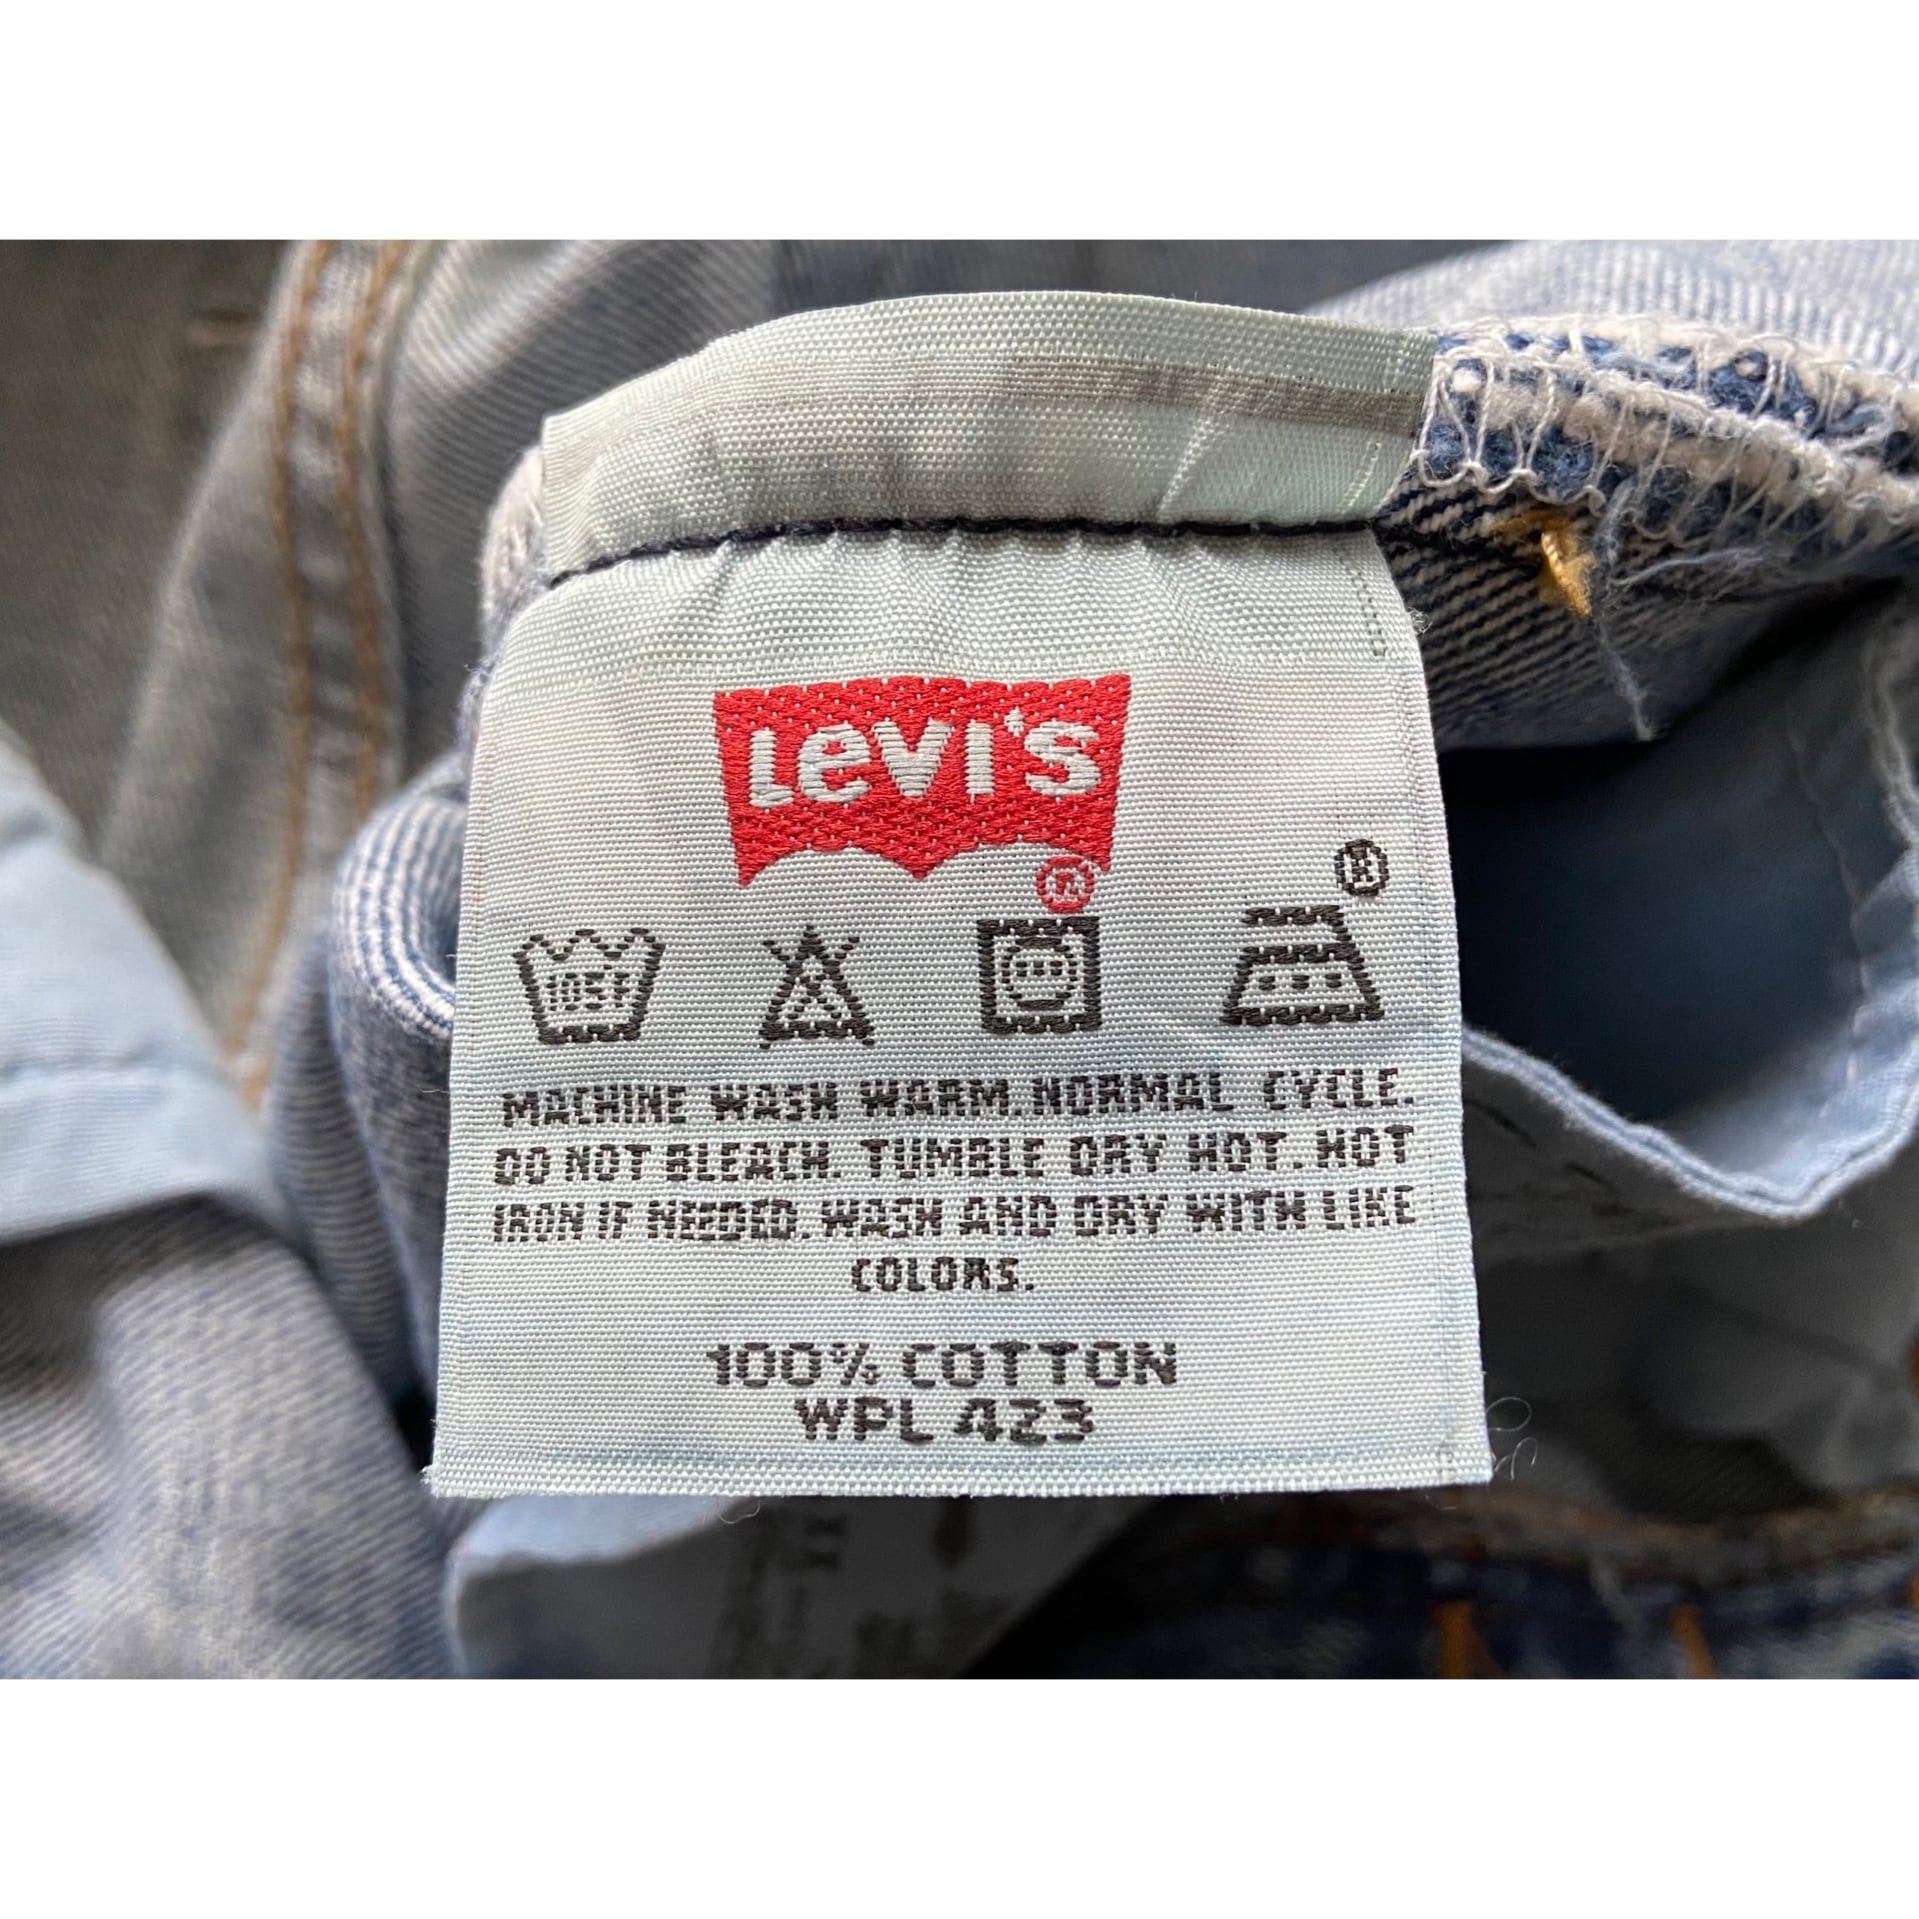 Levi's
®
®
105F
MACHINE WASH WARM. NORMAL CYCLE.
DO NOT BLEACH. TUMBLE DRY HOT. HOT
IRON IF NEEDED. WASH AND DRY WITH LIKE
COLORS.
100% COTTON
WPL 423